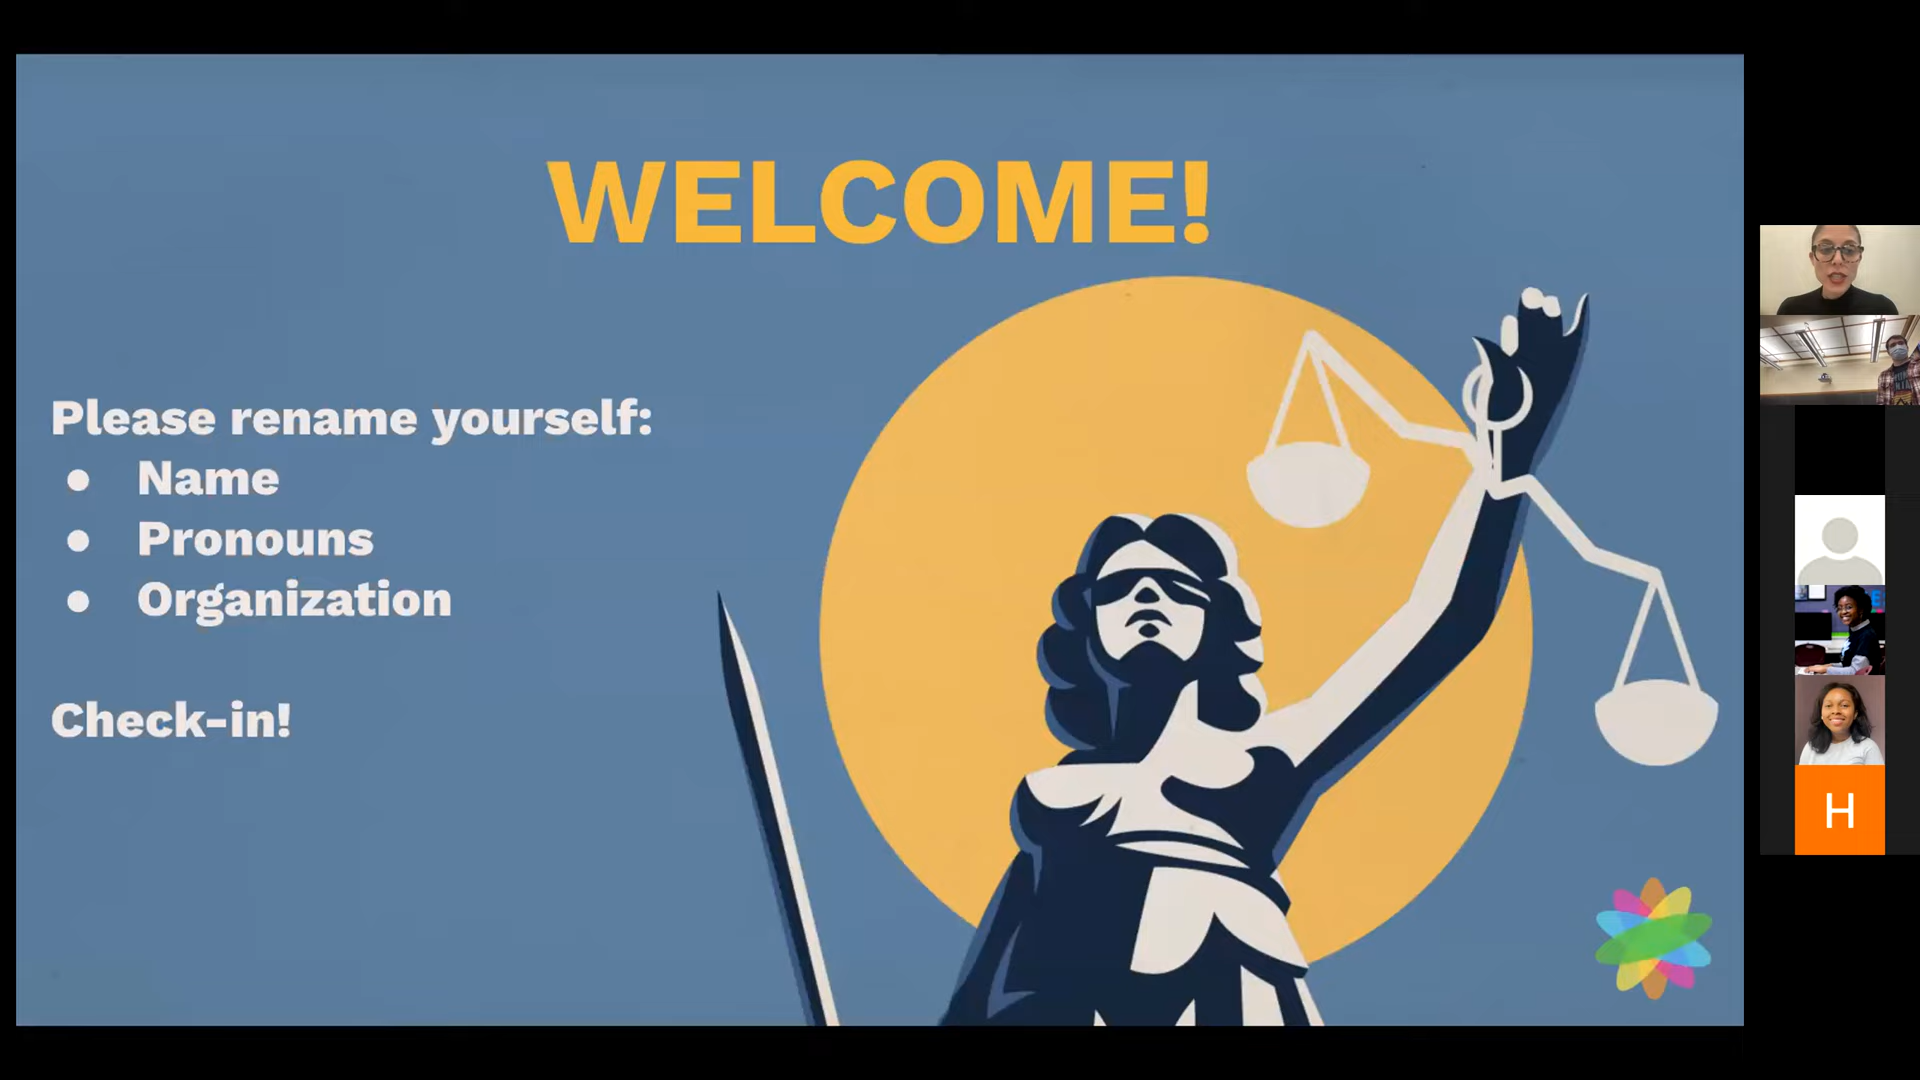 WELCOME!
Please rename yourself:
● Name
● Pronouns
● Organization
Check-in!
H